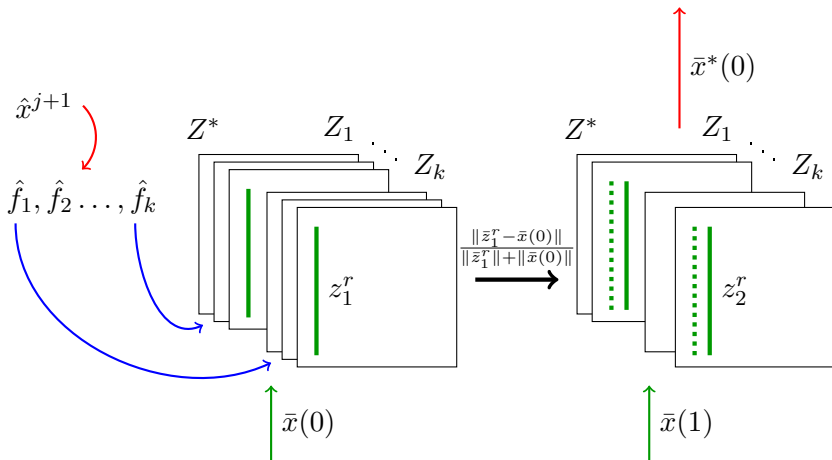 x̄*(0)
x̂^{j+1}
Z* Z_1 ⋱ Z_k
Z* Z_1 ⋱ Z_k
f̂_1, f̂_2 …, f̂_k
z_1^r
‖z̄_1^r − x̄(0)‖
‖z̄_1^r‖+‖x̄(0)‖
z_2^r
x̄(0)
x̄(1)